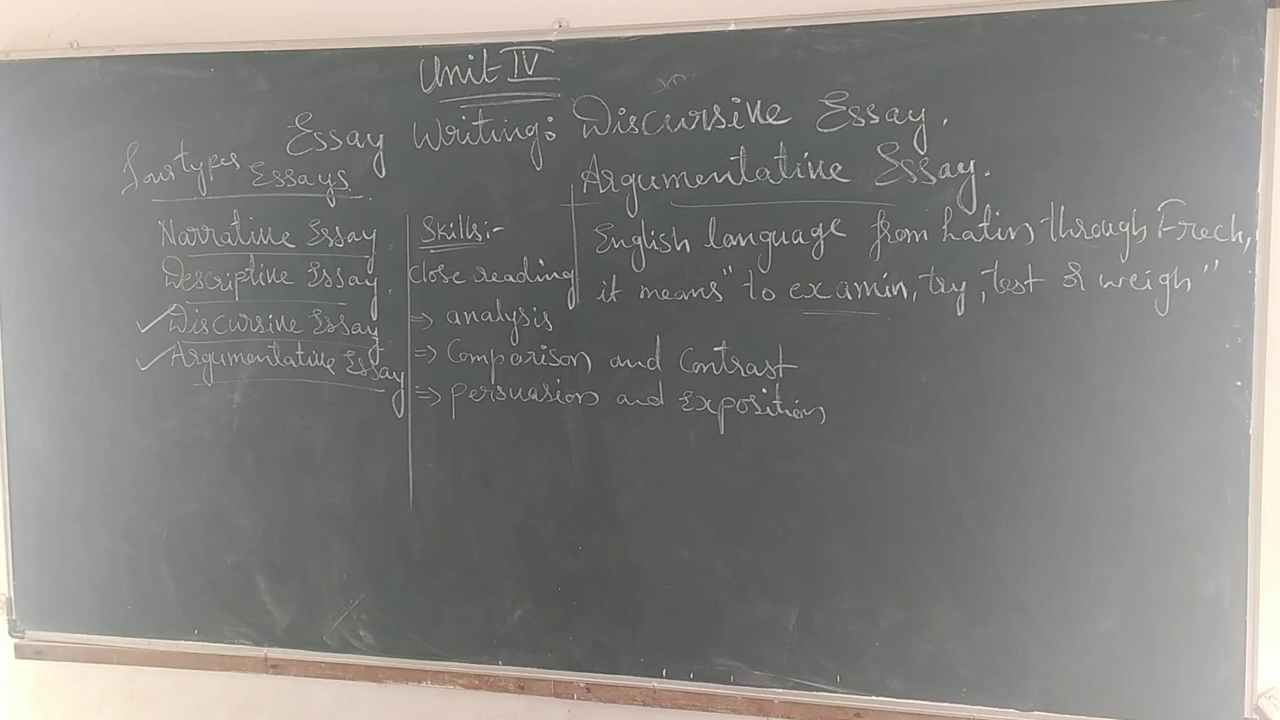 Unit IV
Essay Writing: Discursive Essay.
Argumentative Essay.
Four types Essays.
Narrative Essay.
Descriptive Essay.
✓ Discursive Essay
✓ Argumentative Essay
Skills:-
Close reading
⇒ analysis
⇒ Comparison and Contrast
⇒ persuasion and Exposition
English language from Latin through Frech,
it means "to examin, try, test & weigh"